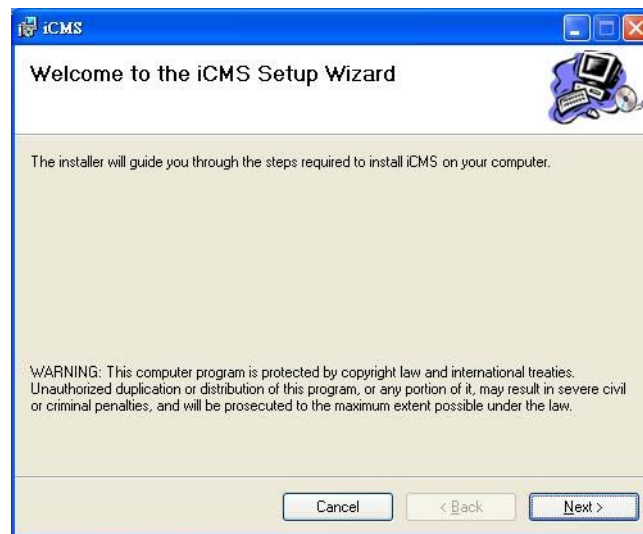 iCMS
Welcome to the iCMS Setup Wizard
The installer will guide you through the steps required to install iCMS on your computer.
WARNING: This computer program is protected by copyright law and international treaties.
Unauthorized duplication or distribution of this program, or any portion of it, may result in severe civil
or criminal penalties, and will be prosecuted to the maximum extent possible under the law.
Cancel
< Back
Next >